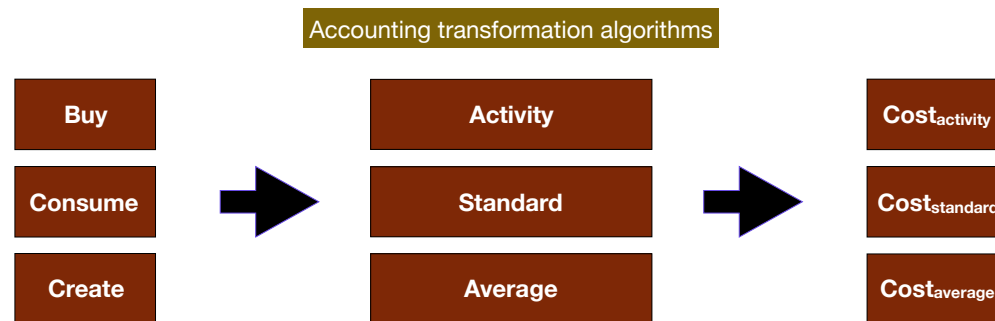 Accounting transformation algorithms
Buy Activity Costactivity
Consume Standard Coststandard
Create Average Costaverage